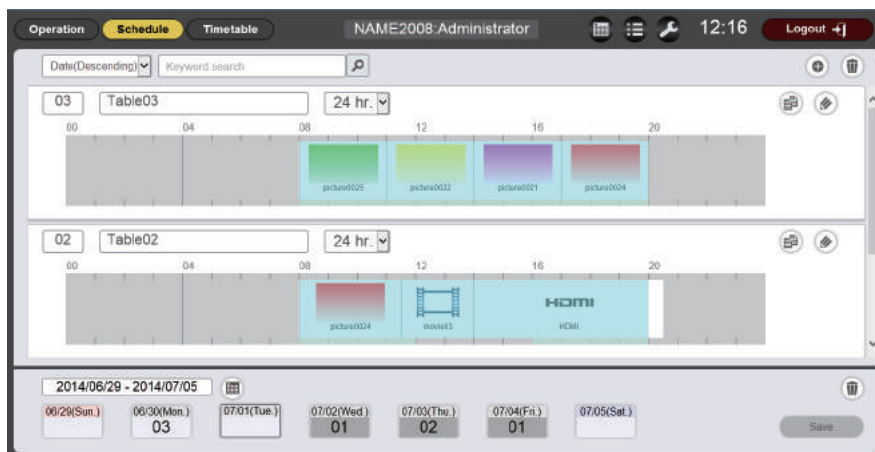 Operation Schedule Timetable NAME2008:Administrator 12:16 Logout
Date(Descending) Keyword search
03 Table03 24 hr.
00 04 08 12 16 20
picture0025 picture0022 picture0021 picture0024
02 Table02 24 hr.
00 04 08 12 16 20
HDMI
picture0024 movie03 HDMI
2014/06/29 - 2014/07/05
06/29(Sun.) 06/30(Mon.) 07/01(Tue.) 07/02(Wed.) 07/03(Thu.) 07/04(Fri.) 07/05(Sat.)
03 01 02 01
Save